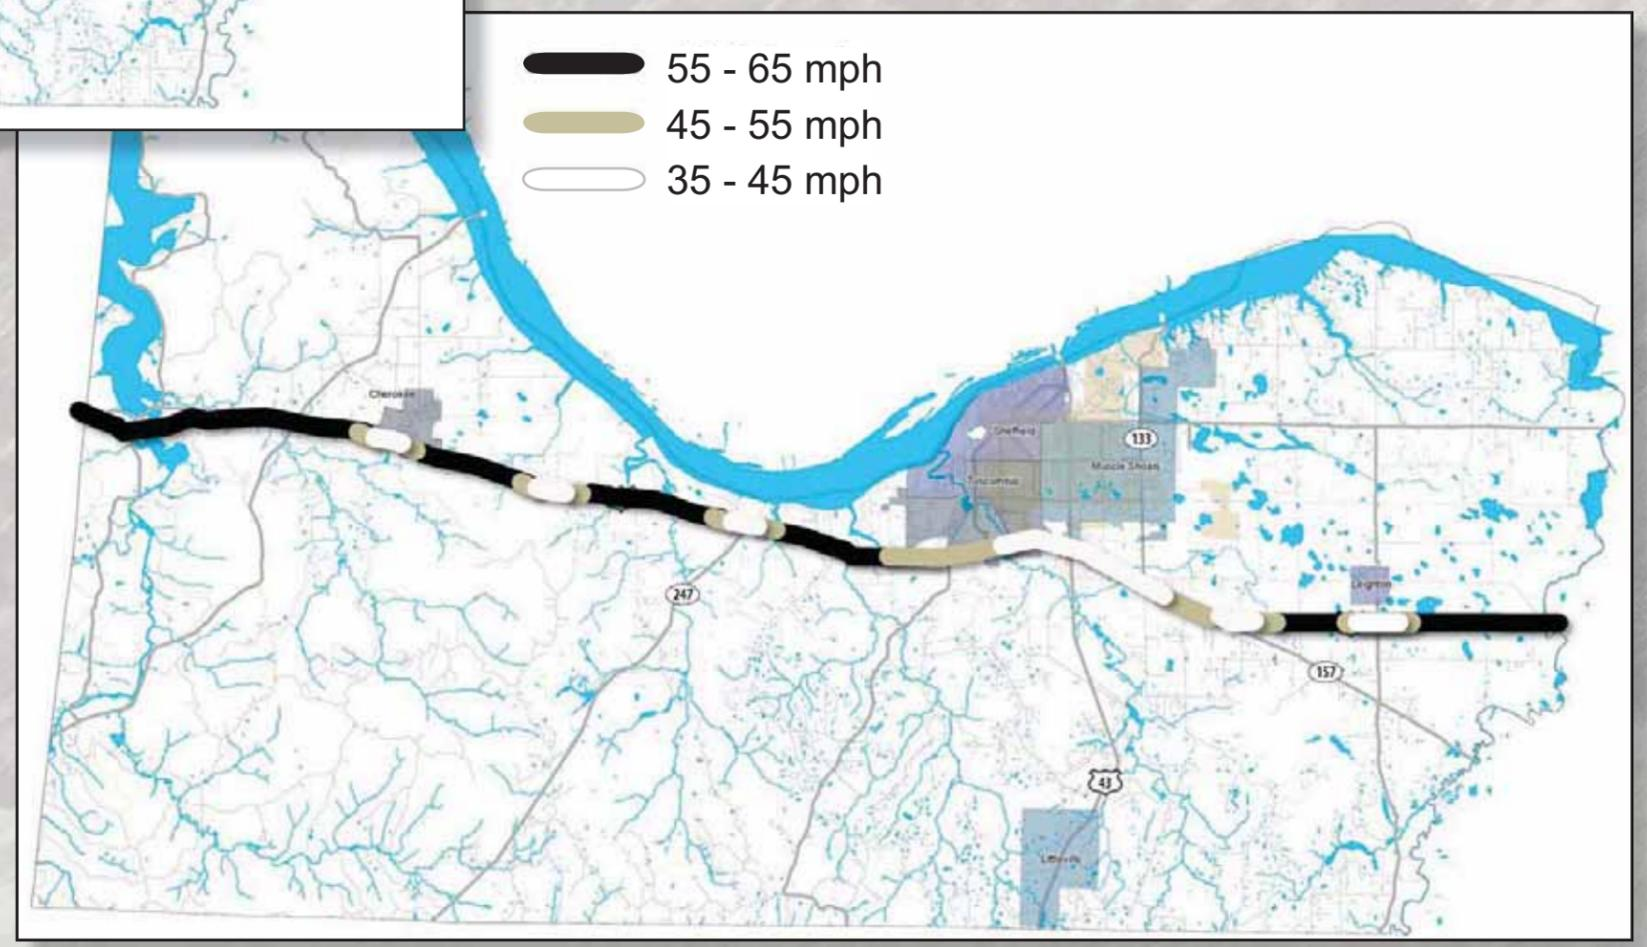 55 - 65 mph
45 - 55 mph
35 - 45 mph
Cherokee
Sheffield
133
Muscle Shoals
Tuscumbia
Leighton
247
157
43
Littleville